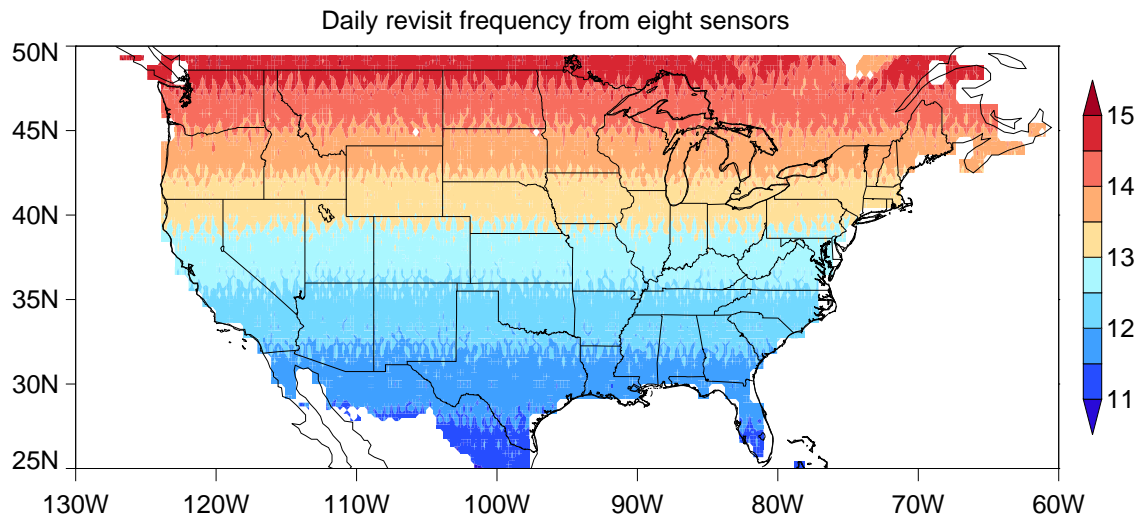 Daily revisit frequency from eight sensors
50N
45N
40N
35N
30N
25N
130W 120W 110W 100W 90W 80W 70W 60W
15
14
13
12
11